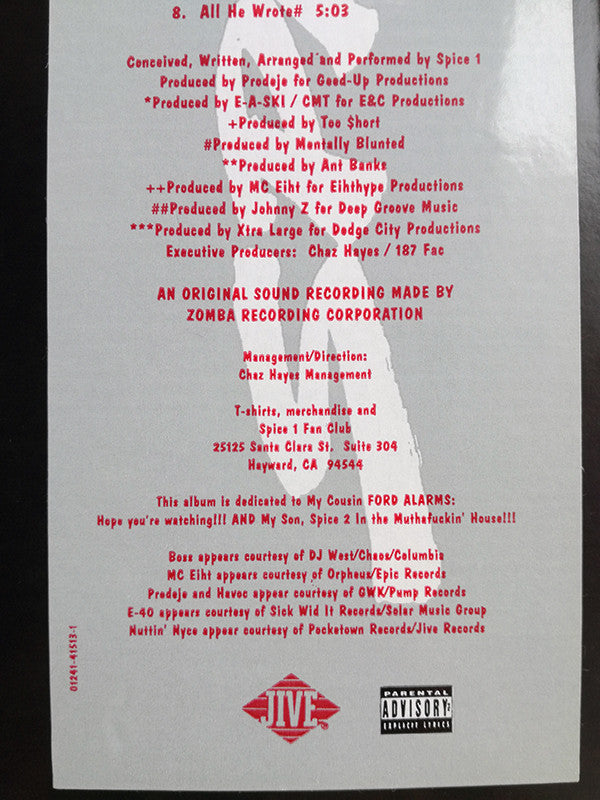 8. All He Wrote# 5:03
Conceived, Written, Arranged and Performed by Spice 1
Produced by Prodeje for Geed-Up Productions
*Produced by E-A-SKI / CMT for E&C Productions
+Produced by Too $hort
#Produced by Mentally Blunted
**Produced by Ant Banks
++Produced by MC Eiht for Eihthype Productions
##Produced by Johnny Z for Deep Groove Music
***Produced by Xtra Large for Dodge City Productions
Executive Producers: Chaz Hayes / 187 Fac
AN ORIGINAL SOUND RECORDING MADE BY
ZOMBA RECORDING CORPORATION
Management/Direction:
Chaz Hayes Management
T-shirts, merchandise and
Spice 1 Fan Club
25125 Santa Clara St. Suite 304
Hayward, CA 94544
This album is dedicated to My Cousin FORD ALARMS:
Hope you're watching!!! AND My Son, Spice 2 In the Muthafuckin' House!!!
Boss appears courtesy of DJ West/Chaos/Columbia
MC Eiht appears courtesy of Orpheus/Epic Records
Prodeje and Havoc appear courtesy of GWK/Pump Records
E-40 appears courtesy of Sick Wid It Records/Solar Music Group
Nuttin' Nyce appear courtesy of Pocketown Records/Jive Records
01241-41513-1
JIVE
PARENTAL
ADVISORY
EXPLICIT LYRICS